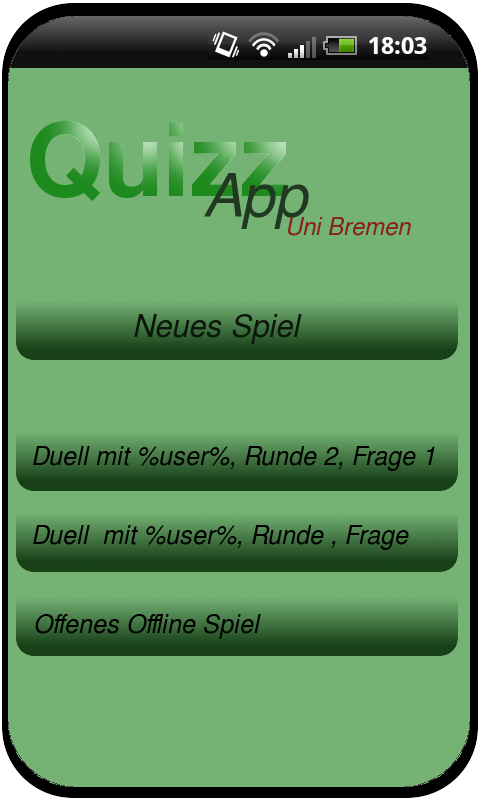 18:03
Quizz
App
Uni Bremen
Neues Spiel
Duell mit %user%, Runde 2, Frage 1
Duell  mit %user%, Runde , Frage
Offenes Offline Spiel